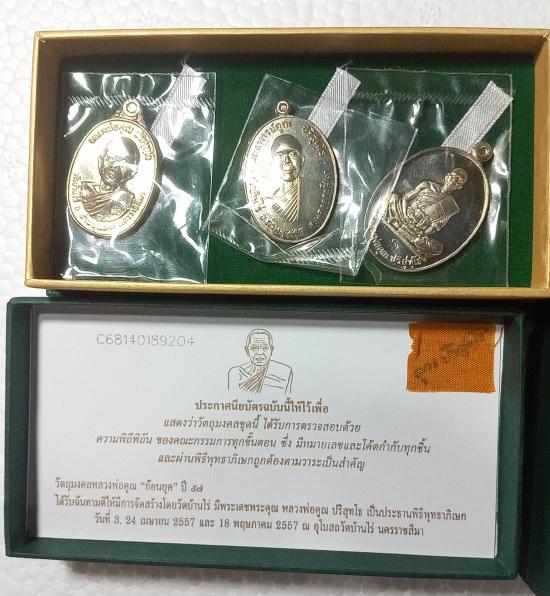 C68140189204
ประกาศนียบัตรฉบับนี้ให้ไว้เพื่อ
แสดงว่าวัตถุมงคลชุดนี้ ได้รับการตรวจสอบด้วย
ความพิถีพิถัน ของคณะกรรมการทุกขั้นตอน ซึ่ง มีหมายเลขและโค้ตกำกับทุกชิ้น
และผ่านพิธีพุทธาภิเษกถูกต้องตามวาระเป็นสำคัญ
วัตถุมงคลหลวงพ่อคูณ "ย้อนยุค" ปี ๕๗
ได้รับฉันทามติให้มีการจัดสร้างโดยวัดบ้านไร่ มีพระเดชพระคุณ หลวงพ่อคูณ ปริสุทโธ เป็นประธานพิธีพุทธาภิเษก
วันที่ 3, 24 เมษายน 2557 และ 18 พฤษภาคม 2557 ณ อุโบสถวัดบ้านไร่ นครราชสีมา